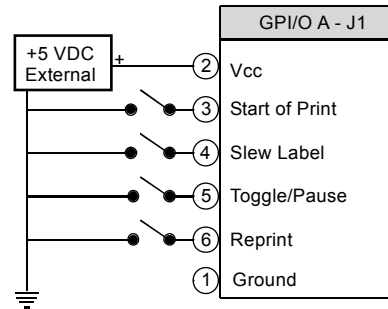 GPI/O A - J1
+5 VDC
External
+
2 Vcc
3 Start of Print
4 Slew Label
5 Toggle/Pause
6 Reprint
1 Ground